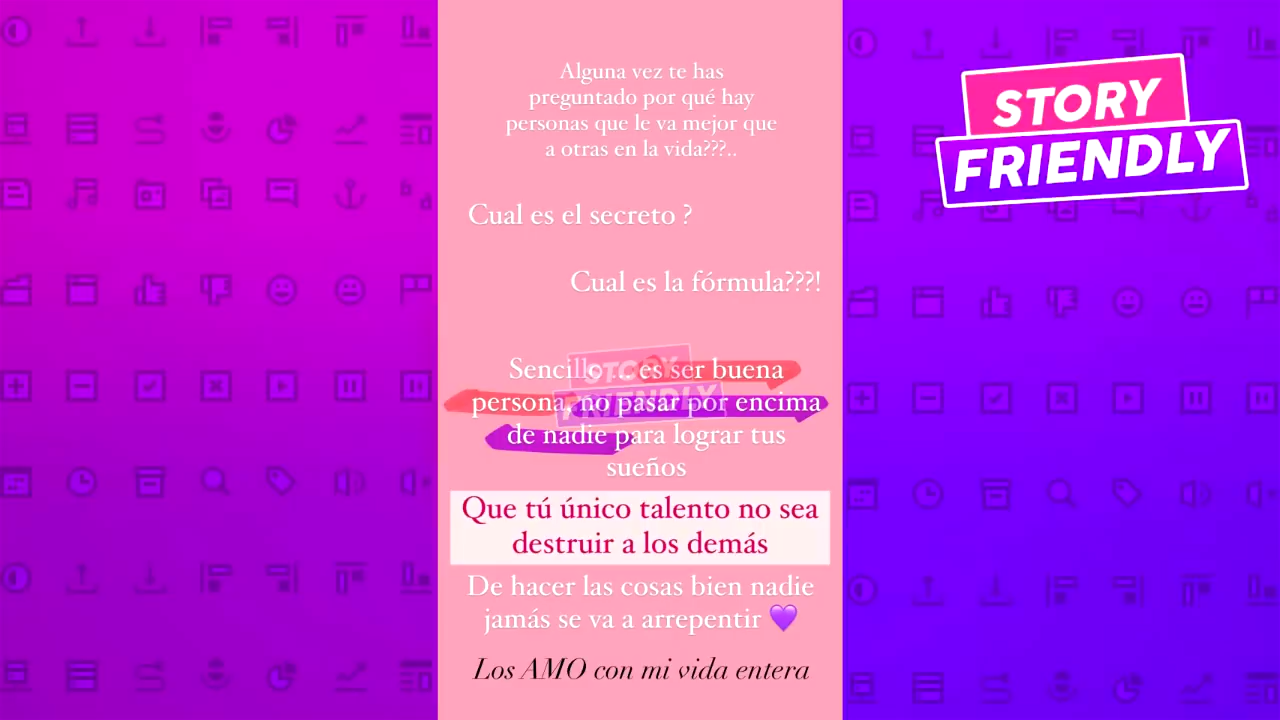 Alguna vez te has
preguntado por qué hay
personas que le va mejor que
a otras en la vida???..
Cual es el secreto ?
Cual es la fórmula???!
Sencillo ... es ser buena
persona, no pasar por encima
de nadie para lograr tus
sueños
Que tú único talento no sea
destruir a los demás
De hacer las cosas bien nadie
jamás se va a arrepentir 💜
Los AMO con mi vida entera
STORY
FRIENDLY
STORY
FRIENDLY